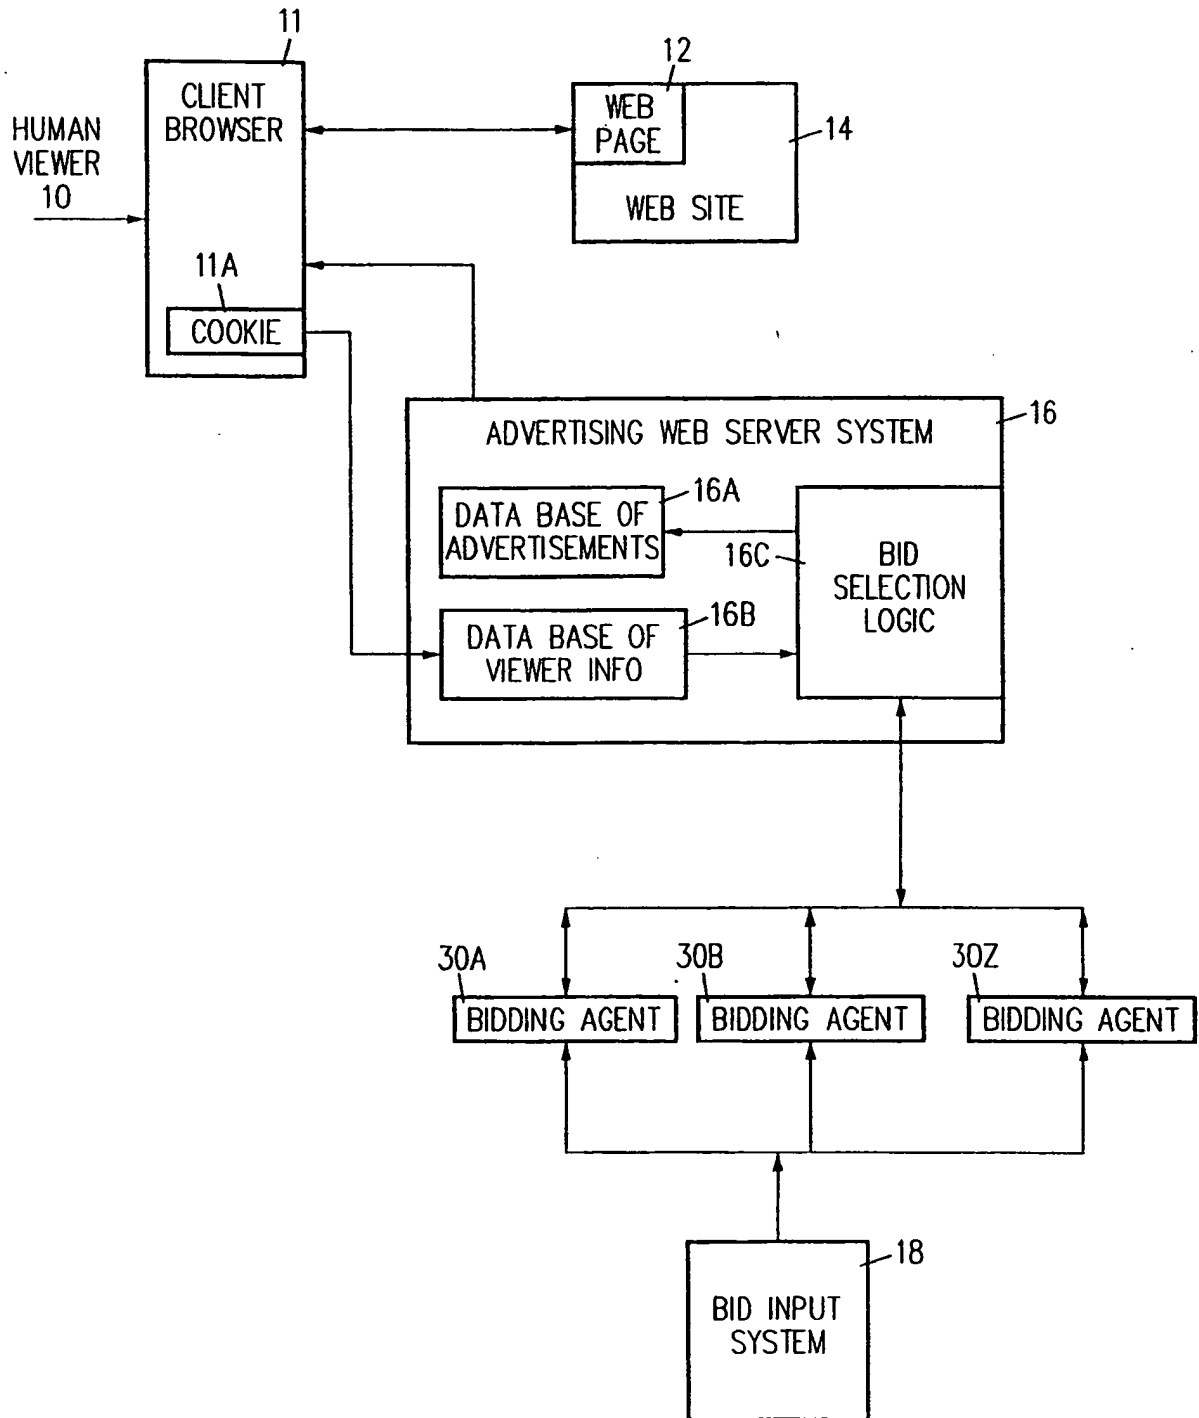 11
CLIENT
BROWSER
HUMAN
VIEWER
10
12
WEB
PAGE
14
WEB SITE
11A
COOKIE
16
ADVERTISING WEB SERVER SYSTEM
16A
DATA BASE OF
ADVERTISEMENTS
16C
BID
SELECTION
LOGIC
16B
DATA BASE OF
VIEWER INFO
30A
BIDDING AGENT
30B
BIDDING AGENT
30Z
BIDDING AGENT
18
BID INPUT
SYSTEM